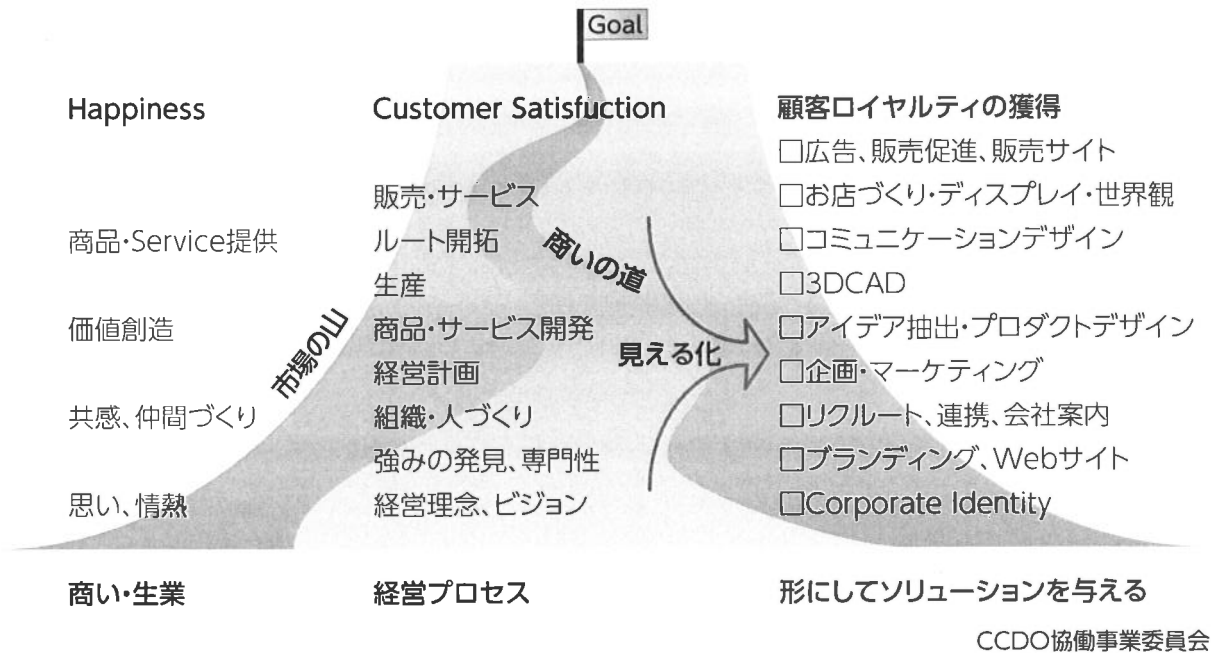 Goal
Happiness
商品・Service提供
価値創造
共感、仲間づくり
思い、情熱
商い・生業
市場の山
Customer Satisfuction
販売・サービス
ルート開拓
生産
商品・サービス開発
経営計画
組織・人づくり
強みの発見、専門性
経営理念、ビジョン
経営プロセス
商いの道
見える化
顧客ロイヤルティの獲得
□広告、販売促進、販売サイト
□お店づくり・ディスプレイ・世界観
□コミュニケーションデザイン
□3DCAD
□アイデア抽出・プロダクトデザイン
□企画・マーケティング
□リクルート、連携、会社案内
□ブランディング、Webサイト
□Corporate Identity
形にしてソリューションを与える
CCDO協働事業委員会